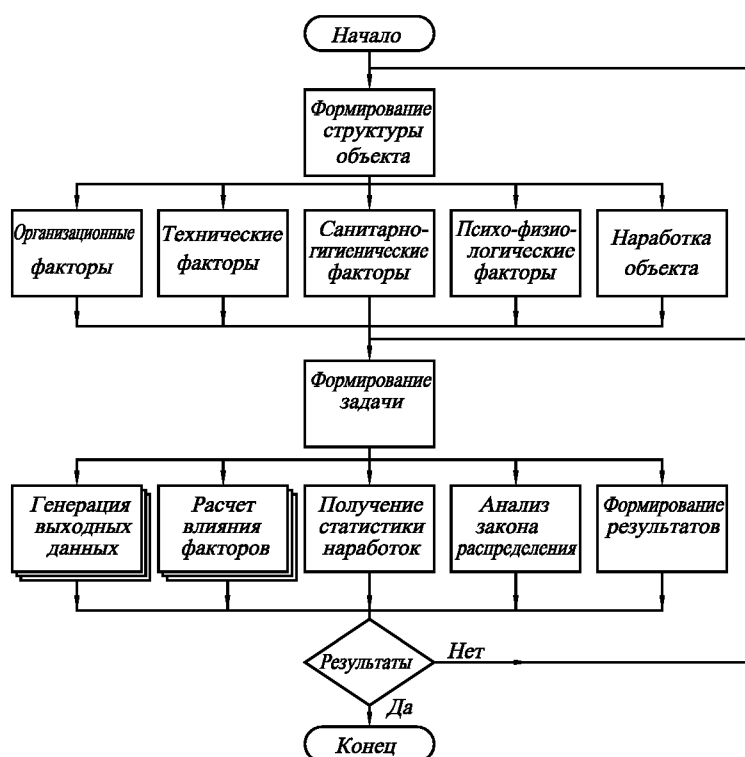 Начало
Формирование
структуры
объекта
Организационные
факторы
Технические
факторы
Санитарно-
гигиенические
факторы
Психо-физио-
логические
факторы
Наработка
объекта
Формирование
задачи
Генерация
выходных
данных
Расчет
влияния
факторов
Получение
статистики
наработок
Анализ
закона
распределения
Формирование
результатов
Результаты
Нет
Да
Конец